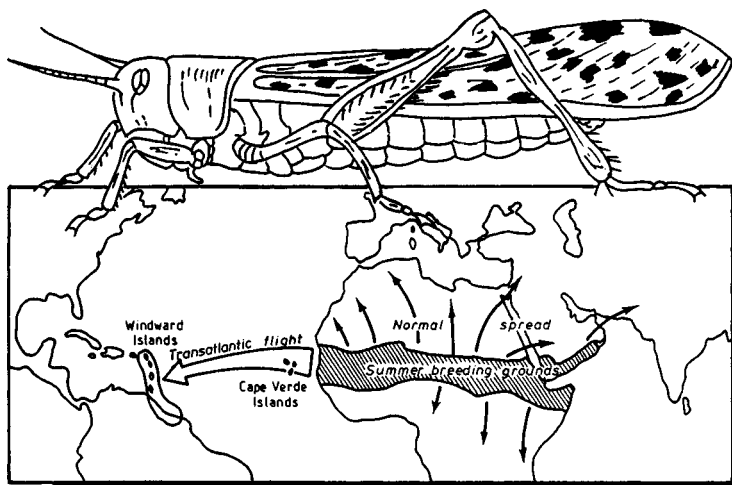 Normal spread
Windward
Islands
Transatlantic flight
Summer breeding grounds
Cape Verde
Islands